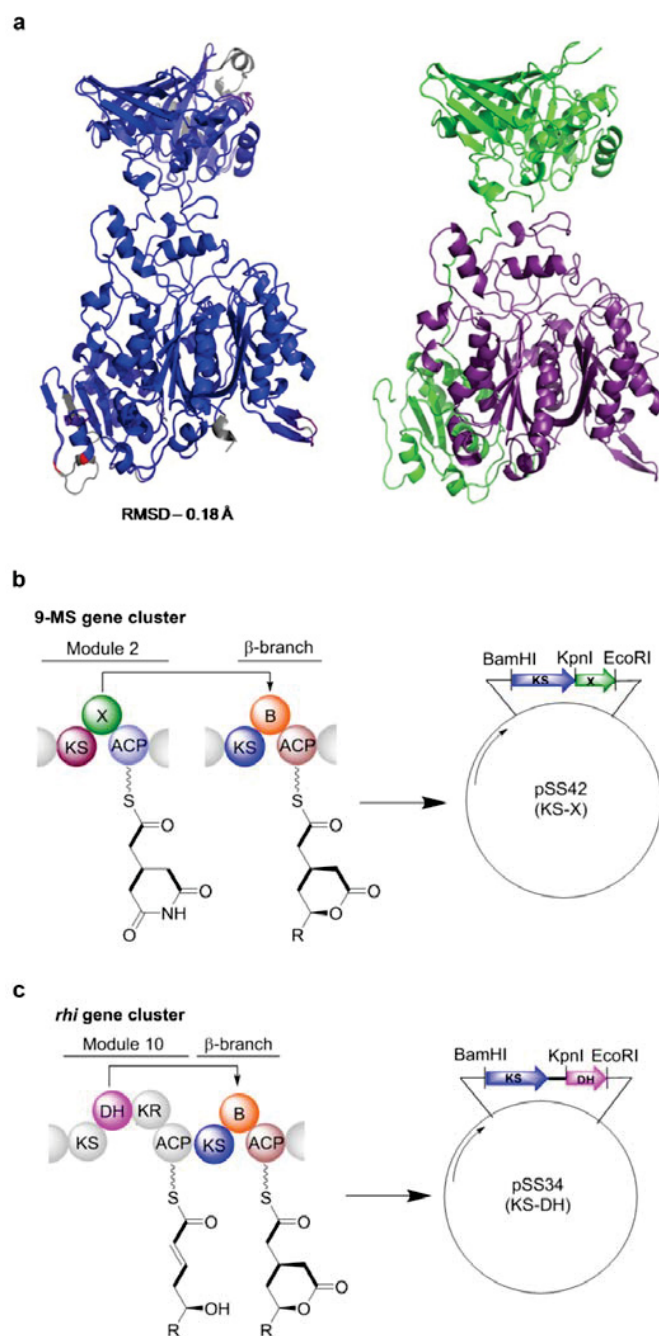 a
RMSD – 0.18 Å
b
9-MS gene cluster
Module 2
β-branch
X
B
KS
ACP
KS
ACP
S
O
O
NH
O
S
O
O
O
R
BamHI
KpnI
EcoRI
KS
X
pSS42
(KS-X)
c
rhi gene cluster
Module 10
β-branch
DH
KR
B
KS
ACP
KS
ACP
S
O
OH
R
S
O
O
O
R
BamHI
KpnI
EcoRI
KS
DH
pSS34
(KS-DH)